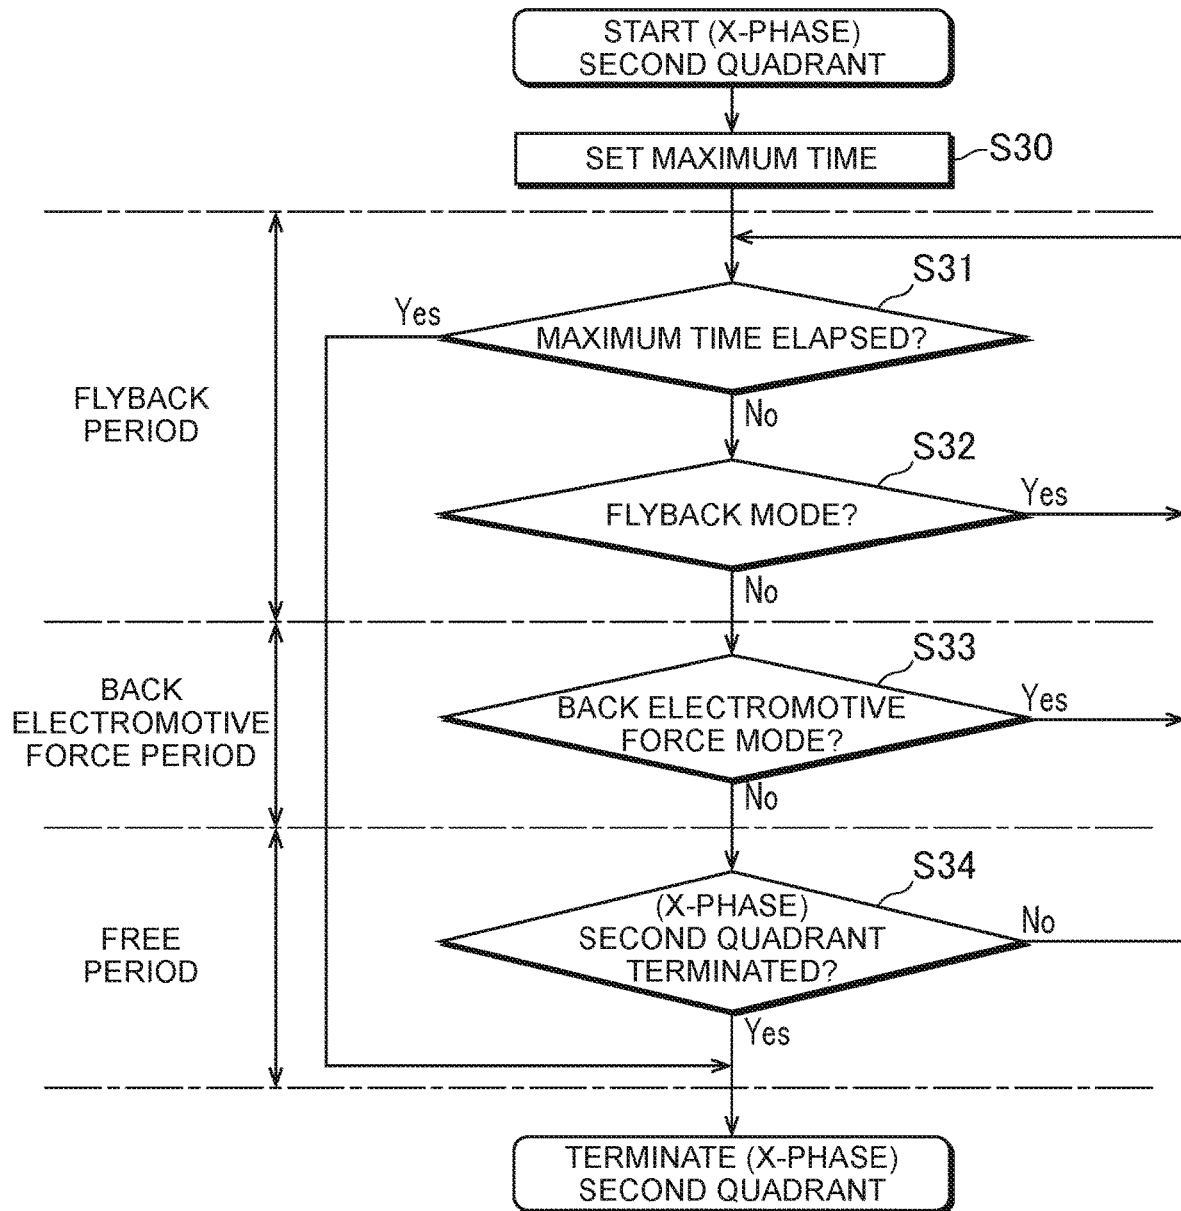 START (X-PHASE)
SECOND QUADRANT
SET MAXIMUM TIME
S30
S31
Yes
MAXIMUM TIME ELAPSED?
No
FLYBACK
PERIOD
S32
FLYBACK MODE?
Yes
No
S33
BACK
ELECTROMOTIVE
FORCE PERIOD
BACK ELECTROMOTIVE
FORCE MODE?
Yes
No
S34
(X-PHASE)
SECOND QUADRANT
TERMINATED?
No
FREE
PERIOD
Yes
TERMINATE (X-PHASE)
SECOND QUADRANT